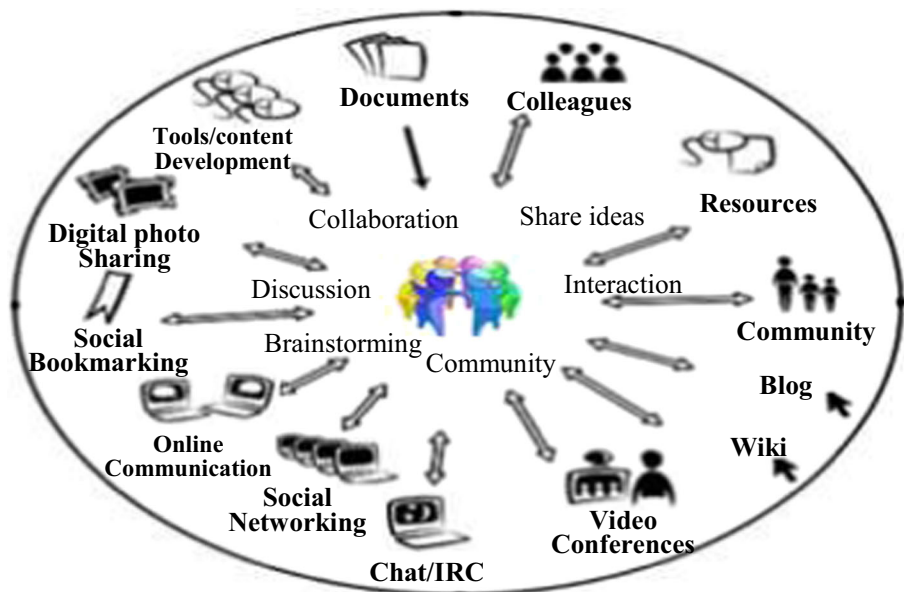 Documents
Colleagues
Tools/content
Development
Resources
Collaboration
Share ideas
Digital photo
Sharing
Discussion
Interaction
Social
Bookmarking
Brainstorming
Community
Community
Blog
Online
Communication
Wiki
Social
Networking
Video
Conferences
Chat/IRC